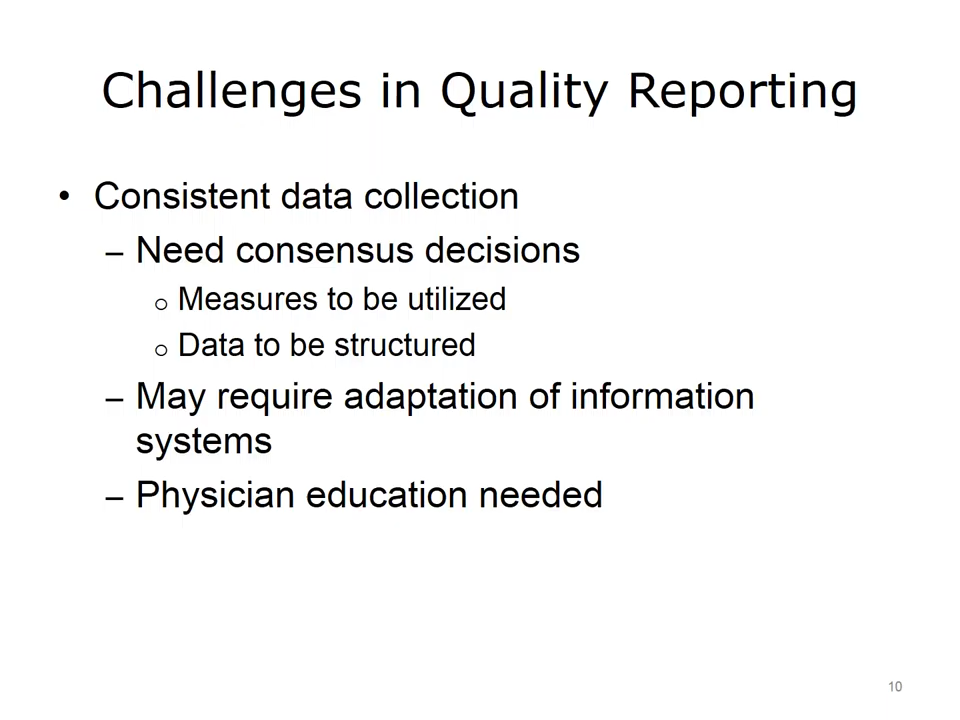 Challenges in Quality Reporting
• Consistent data collection
– Need consensus decisions
o Measures to be utilized
o Data to be structured
– May require adaptation of information
systems
– Physician education needed
10